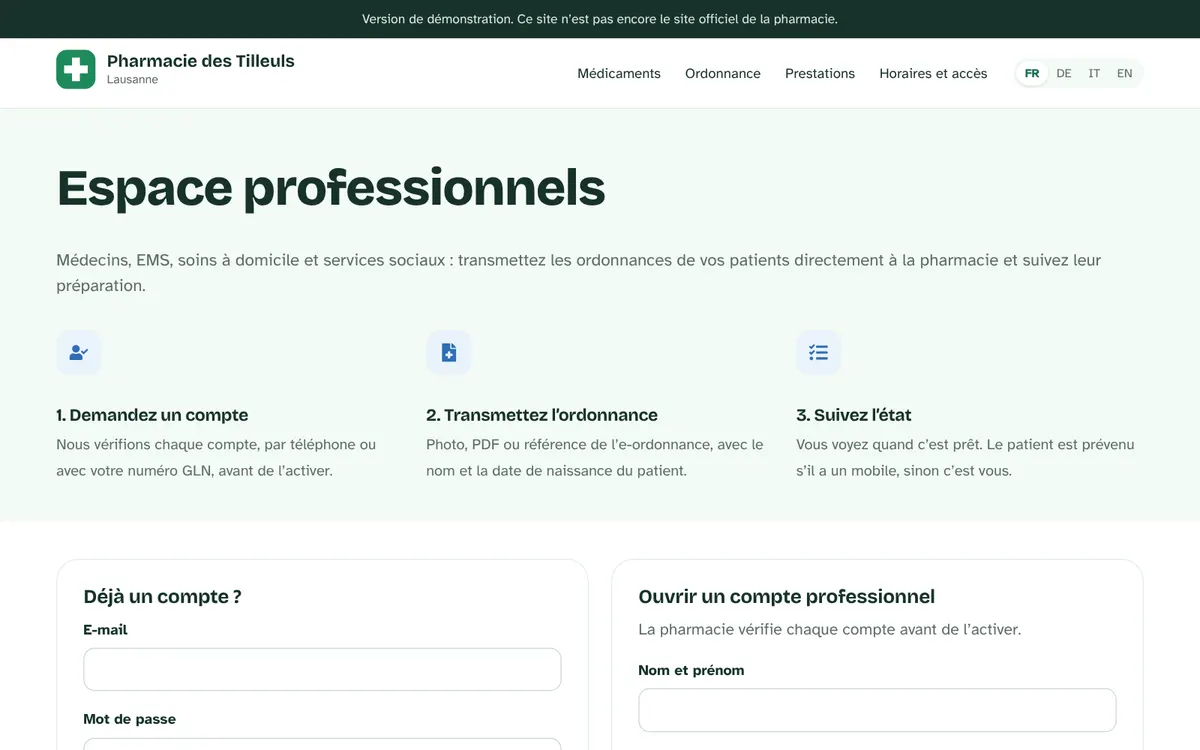 Version de démonstration. Ce site n'est pas encore le site officiel de la pharmacie.
Pharmacie des Tilleuls
Lausanne
Médicaments Ordonnance Prestations Horaires et accès FR DE IT EN
Espace professionnels
Médecins, EMS, soins à domicile et services sociaux : transmettez les ordonnances de vos patients directement à la pharmacie et suivez leur
préparation.
1. Demandez un compte
Nous vérifions chaque compte, par téléphone ou
avec votre numéro GLN, avant de l’activer.
2. Transmettez l’ordonnance
Photo, PDF ou référence de l’e-ordonnance, avec le
nom et la date de naissance du patient.
3. Suivez l’état
Vous voyez quand c’est prêt. Le patient est prévenu
s’il a un mobile, sinon c’est vous.
Déjà un compte ?
E-mail
Mot de passe
Ouvrir un compte professionnel
La pharmacie vérifie chaque compte avant de l’activer.
Nom et prénom